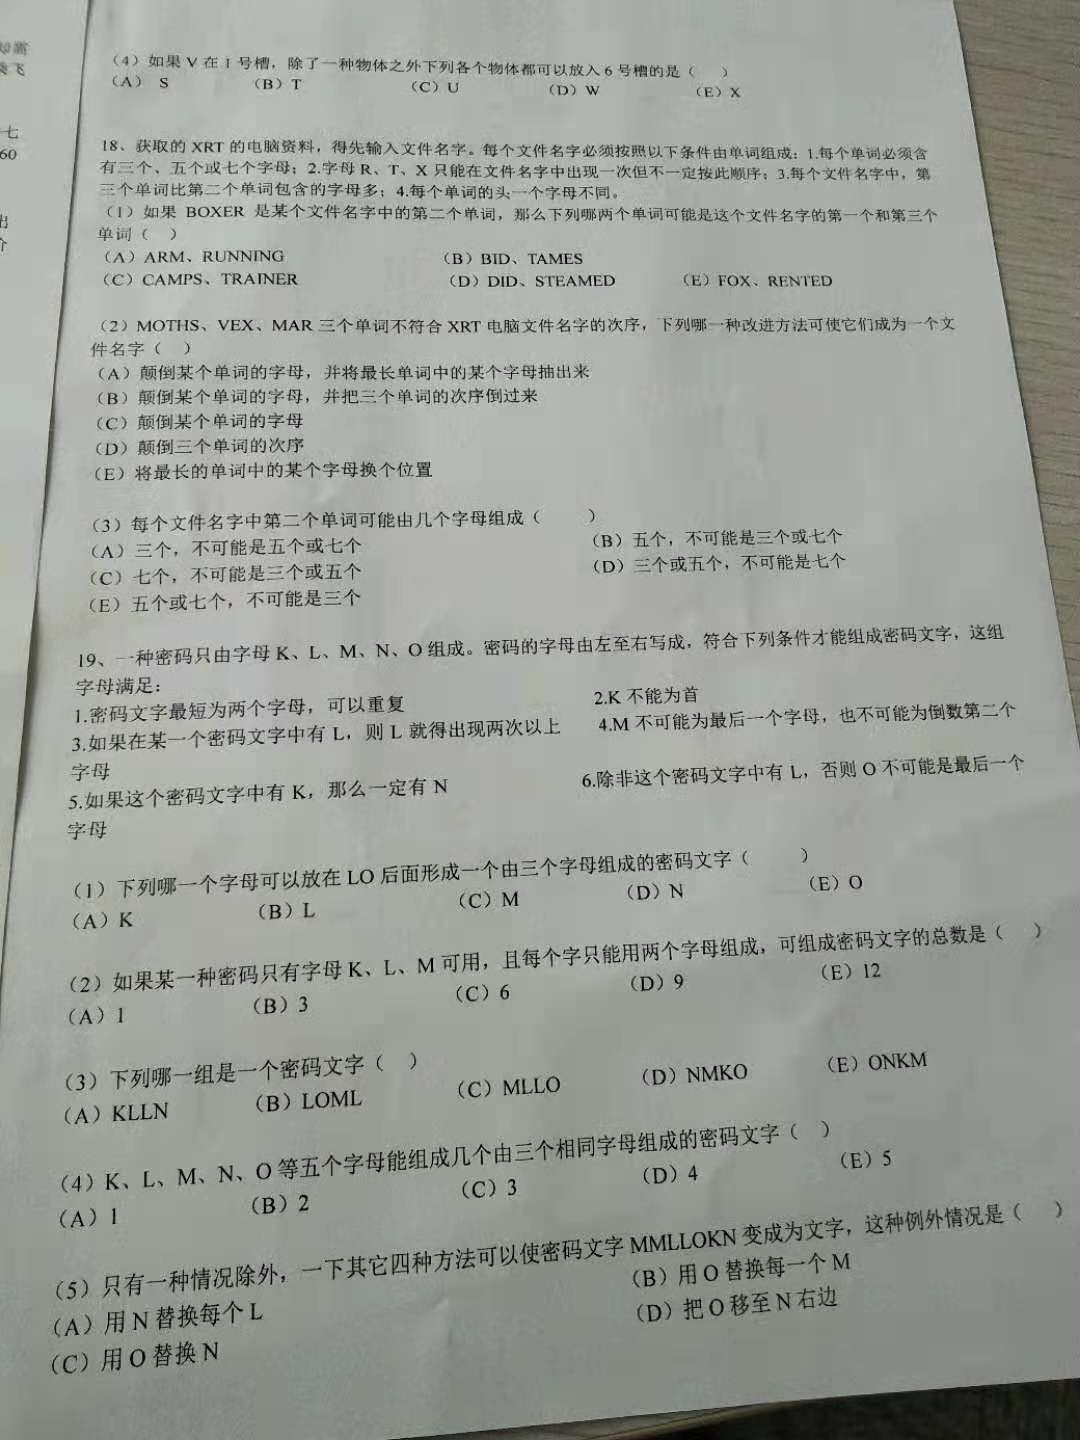 却需
乘飞
七
60
出
个
（4）如果 V 在 1 号槽，除了一种物体之外下列各个物体都可以放入 6 号槽的是（ ）
（A） S （B）T （C）U （D）W （E）X
18、获取的 XRT 的电脑资料，得先输入文件名字。每个文件名字必须按照以下条件由单词组成：1.每个单词必须含
有三个、五个或七个字母；2.字母 R、T、X 只能在文件名字中出现一次但不一定按此顺序；3.每个文件名字中，第
三个单词比第二个单词包含的字母多；4.每个单词的头一个字母不同。
（1）如果 BOXER 是某个文件名字中的第二个单词，那么下列哪两个单词可能是这个文件名字的第一个和第三个
单词（ ）
（A）ARM、RUNNING （B）BID、TAMES
（C）CAMPS、TRAINER （D）DID、STEAMED （E）FOX、RENTED
（2）MOTHS、VEX、MAR 三个单词不符合 XRT 电脑文件名字的次序，下列哪一种改进方法可使它们成为一个文
件名字（ ）
（A）颠倒某个单词的字母，并将最长单词中的某个字母抽出来
（B）颠倒某个单词的字母，并把三个单词的次序倒过来
（C）颠倒某个单词的字母
（D）颠倒三个单词的次序
（E）将最长的单词中的某个字母换个位置
（3）每个文件名字中第二个单词可能由几个字母组成（ ）
（A）三个，不可能是五个或七个 （B）五个，不可能是三个或七个
（C）七个，不可能是三个或五个 （D）三个或五个，不可能是七个
（E）五个或七个，不可能是三个
19、一种密码只由字母 K、L、M、N、O 组成。密码的字母由左至右写成，符合下列条件才能组成密码文字，这组
字母满足：
1.密码文字最短为两个字母，可以重复 2.K 不能为首
3.如果在某一个密码文字中有 L，则 L 就得出现两次以上 4.M 不可能为最后一个字母，也不可能为倒数第二个
字母
5.如果这个密码文字中有 K，那么一定有 N 6.除非这个密码文字中有 L，否则 O 不可能是最后一个
字母
（1）下列哪一个字母可以放在 LO 后面形成一个由三个字母组成的密码文字（ ）
（A）K （B）L （C）M （D）N （E）O
（2）如果某一种密码只有字母 K、L、M 可用，且每个字只能用两个字母组成，可组成密码文字的总数是（ ）
（A）1 （B）3 （C）6 （D）9 （E）12
（3）下列哪一组是一个密码文字（ ）
（A）KLLN （B）LOML （C）MLLO （D）NMKO （E）ONKM
（4）K、L、M、N、O 等五个字母能组成几个由三个相同字母组成的密码文字（ ）
（A）1 （B）2 （C）3 （D）4 （E）5
（5）只有一种情况除外，一下其它四种方法可以使密码文字 MMLLOKN 变成为文字，这种例外情况是（ ）
（A）用 N 替换每个 L （B）用 O 替换每一个 M
（C）用 O 替换 N （D）把 O 移至 N 右边